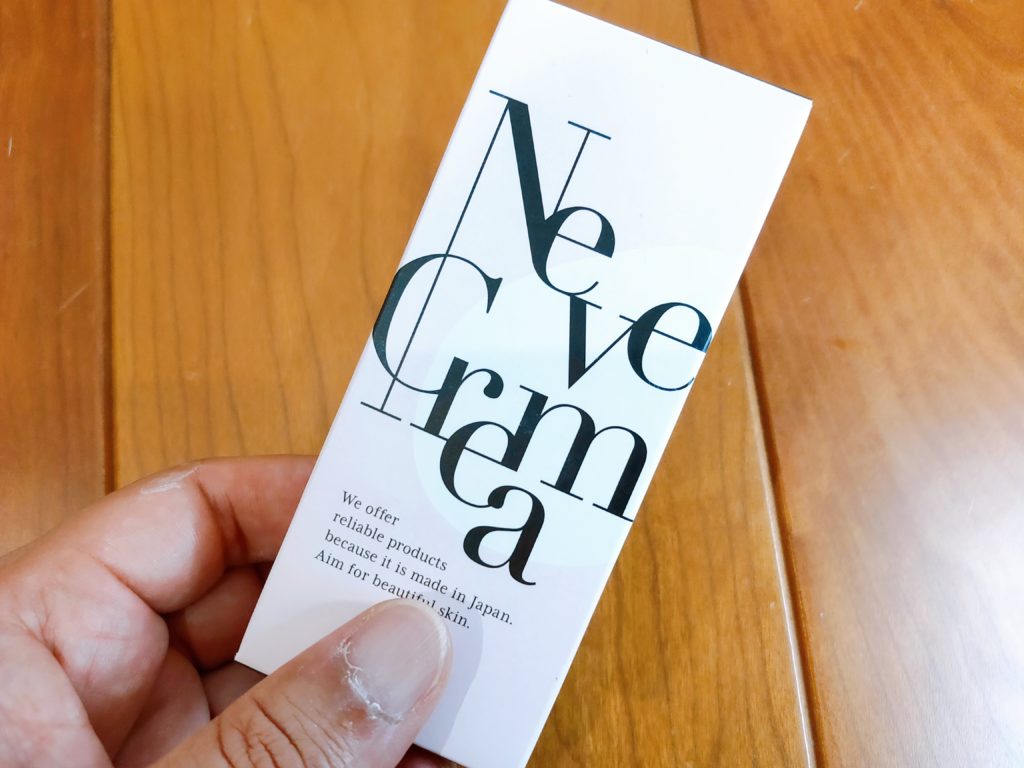 Neve
Crema
We offer
reliable products
because it is made in Japan.
Aim for beautiful skin.